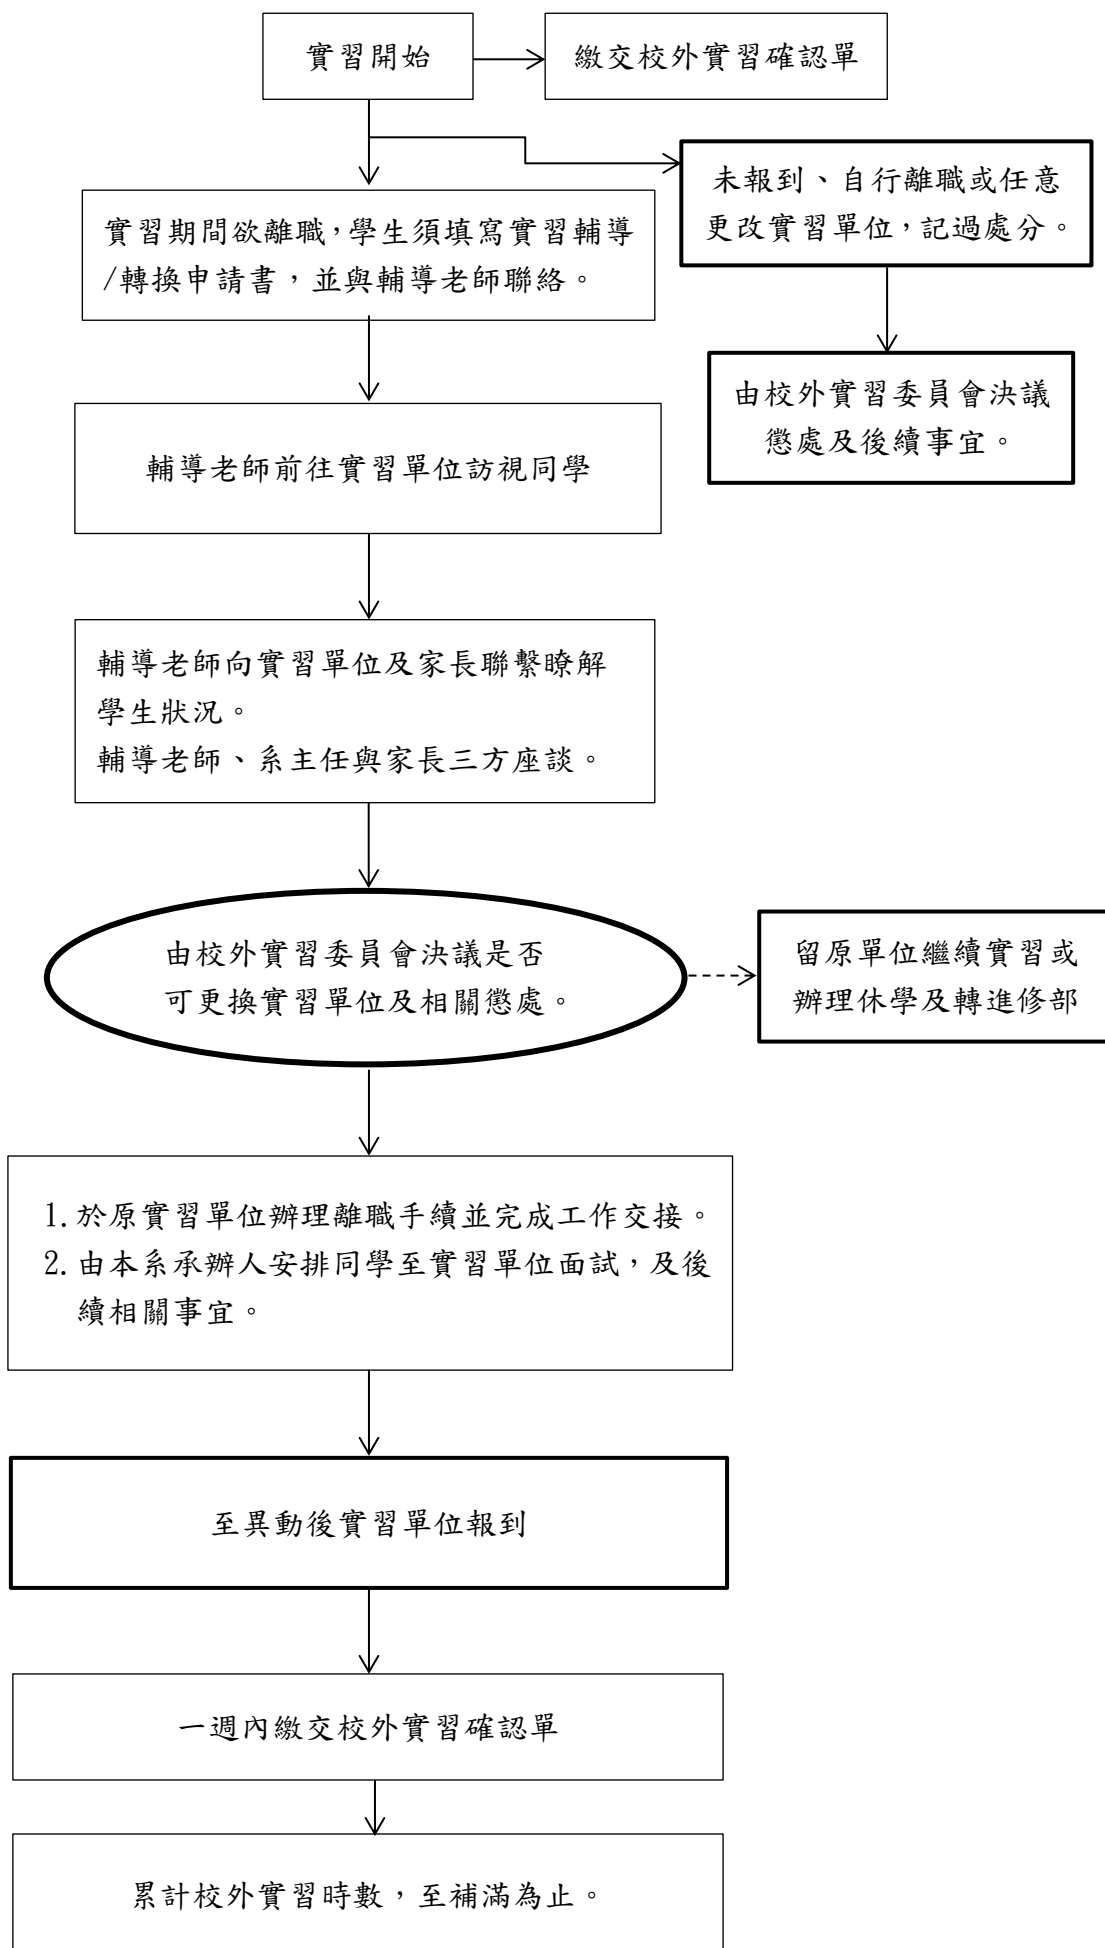 實習開始
繳交校外實習確認單
未報到、自行離職或任意
更改實習單位，記過處分。
實習期間欲離職，學生須填寫實習輔導
/轉換申請書，並與輔導老師聯絡。
由校外實習委員會決議
懲處及後續事宜。
輔導老師前往實習單位訪視同學
輔導老師向實習單位及家長聯繫瞭解
學生狀況。
輔導老師、系主任與家長三方座談。
由校外實習委員會決議是否
可更換實習單位及相關懲處。
留原單位繼續實習或
辦理休學及轉進修部
1. 於原實習單位辦理離職手續並完成工作交接。
2. 由本系承辦人安排同學至實習單位面試，及後
續相關事宜。
至異動後實習單位報到
一週內繳交校外實習確認單
累計校外實習時數，至補滿為止。